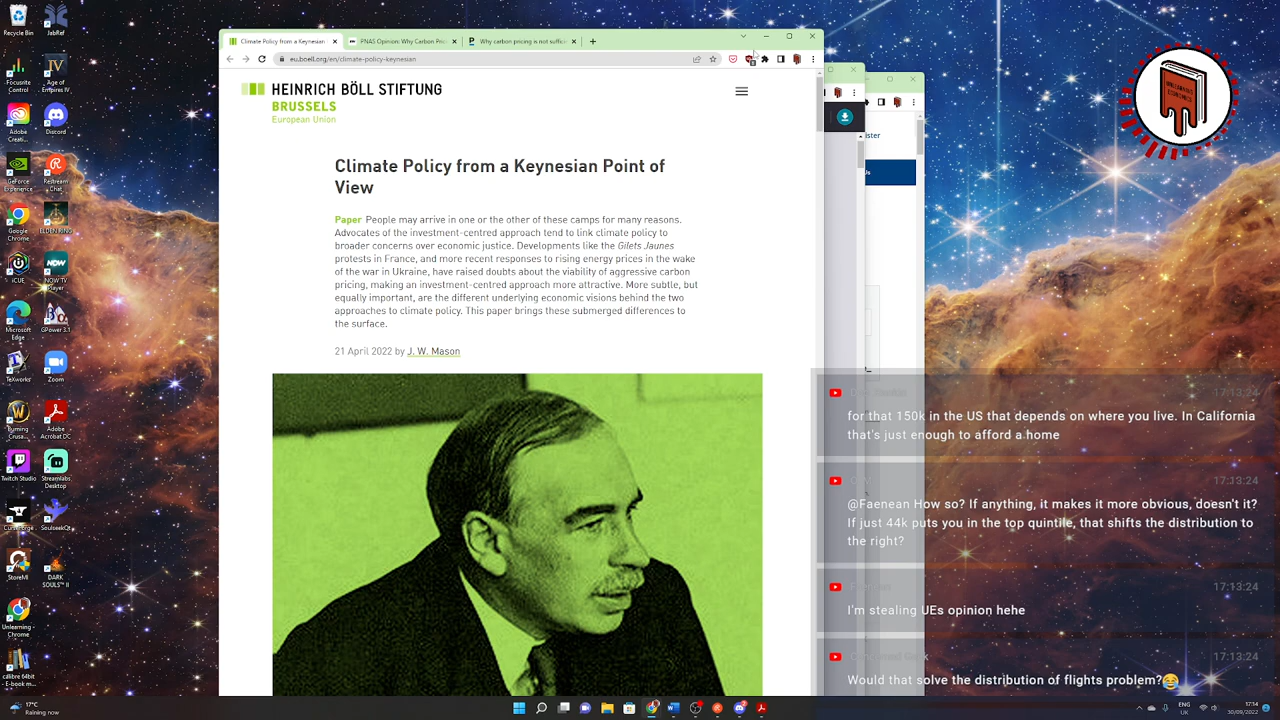 Recycle Bin
JabRef
Focusrite Control
Age of Emfpires IV
Adobe Creati...
Discord
GeForce Experience
Restream Chat
Google Chrome
ELDEN RING
iCUE
NOW TV Player
Microsoft Edge
GPower 3.1
TeXworks
Zoom
Winamp
Burning Crusa...
Adobe Acrobat DC
Twitch Studio
Streamlabs Desktop
CurseForge
SoulseekQt
StoreMI
DARK SOULS™ II
Unlearning Chrome
calibre 64bit - E-book m...
Climate Policy from a Keynesian
PNAS Opinion: Why Carbon Pric
Why carbon pricing is not suffici
eu.boell.org/en/climate-policy-keynesian
HEINRICH BÖLL STIFTUNG
BRUSSELS
European Union
Climate Policy from a Keynesian Point of
View
Paper People may arrive in one or the other of these camps for many reasons.
Advocates of the investment-centred approach tend to link climate policy to
broader concerns over economic justice. Developments like the Gilets Jaunes
protests in France, and more recent responses to rising energy prices in the wake
of the war in Ukraine, have raised doubts about the viability of aggressive carbon
pricing, making an investment-centred approach more attractive. More subtle, but
equally important, are the different underlying economic visions behind the two
approaches to climate policy. This paper brings these submerged differences to
the surface.
21 April 2022 by J. W. Mason
ister
Us
UNLEARNING
ECONOMICS
17:13:24
for that 150k in the US that depends on where you live. In California
that's just enough to afford a home
17:13:24
@Faenean How so? If anything, it makes it more obvious, doesn't it?
If just 44k puts you in the top quintile, that shifts the distribution to
the right?
17:13:24
I'm stealing UEs opinion hehe
17:13:24
Would that solve the distribution of flights problem?
17°C
Raining now
ENG
UK
17:14
30/09/2022